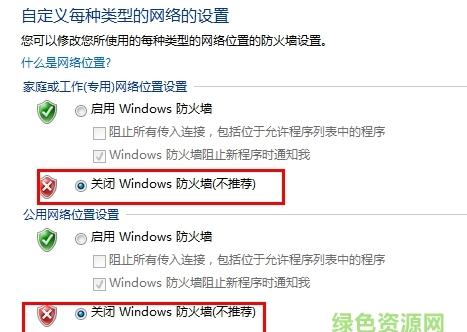 自定义每种类型的网络的设置
您可以修改您所使用的每种类型的网络位置的防火墙设置。
什么是网络位置?
家庭或工作(专用)网络位置设置
启用 Windows 防火墙
阻止所有传入连接，包括位于允许程序列表中的程序
Windows 防火墙阻止新程序时通知我
关闭 Windows 防火墙(不推荐)
公用网络位置设置
启用 Windows 防火墙
阻止所有传入连接，包括位于允许程序列表中的程序
Windows 防火墙阻止新程序时通知我
关闭 Windows 防火墙(不推荐)
绿色资源网